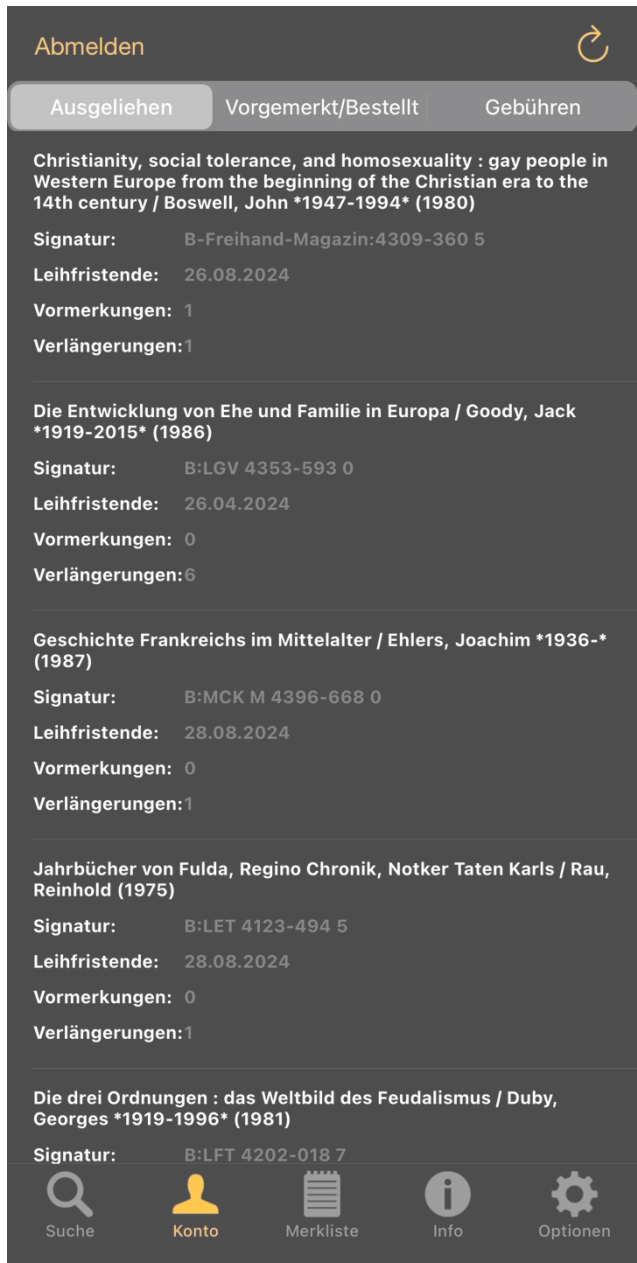 Abmelden
Ausgeliehen Vorgemerkt/Bestellt Gebühren
Christianity, social tolerance, and homosexuality : gay people in
Western Europe from the beginning of the Christian era to the
14th century / Boswell, John *1947-1994* (1980)
Signatur: B-Freihand-Magazin:4309-360 5
Leihfristende: 26.08.2024
Vormerkungen: 1
Verlängerungen:1
Die Entwicklung von Ehe und Familie in Europa / Goody, Jack
*1919-2015* (1986)
Signatur: B:LGV 4353-593 0
Leihfristende: 26.04.2024
Vormerkungen: 0
Verlängerungen:6
Geschichte Frankreichs im Mittelalter / Ehlers, Joachim *1936-*
(1987)
Signatur: B:MCK M 4396-668 0
Leihfristende: 28.08.2024
Vormerkungen: 0
Verlängerungen:1
Jahrbücher von Fulda, Regino Chronik, Notker Taten Karls / Rau,
Reinhold (1975)
Signatur: B:LET 4123-494 5
Leihfristende: 28.08.2024
Vormerkungen: 0
Verlängerungen:1
Die drei Ordnungen : das Weltbild des Feudalismus / Duby,
Georges *1919-1996* (1981)
Signatur: B:LFT 4202-018 7
Suche Konto Merkliste Info Optionen